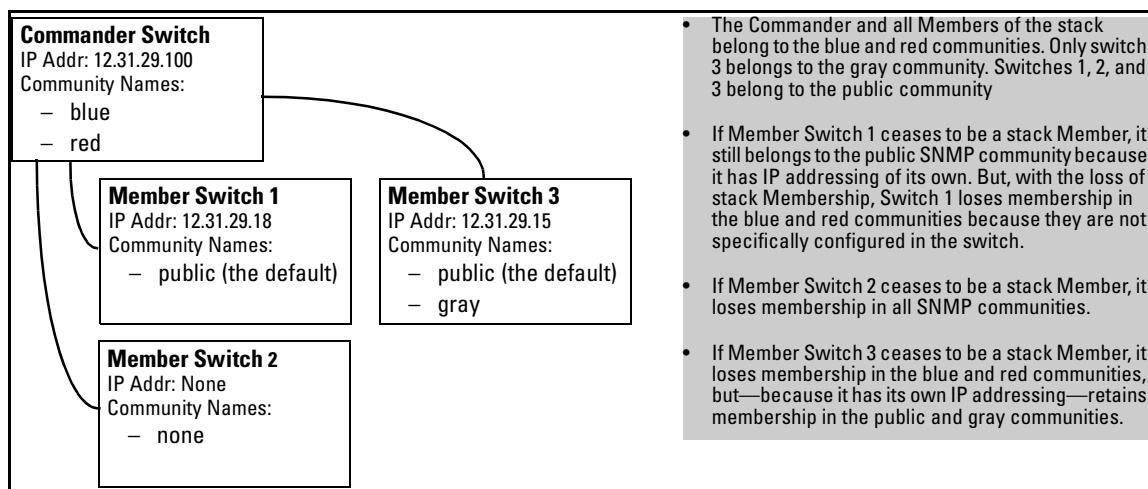 Commander Switch
IP Addr: 12.31.29.100
Community Names:
– blue
– red
Member Switch 1
IP Addr: 12.31.29.18
Community Names:
– public (the default)
Member Switch 3
IP Addr: 12.31.29.15
Community Names:
– public (the default)
– gray
Member Switch 2
IP Addr: None
Community Names:
– none
• The Commander and all Members of the stack
belong to the blue and red communities. Only switch
3 belongs to the gray community. Switches 1, 2, and
3 belong to the public community
• If Member Switch 1 ceases to be a stack Member, it
still belongs to the public SNMP community because
it has IP addressing of its own. But, with the loss of
stack Membership, Switch 1 loses membership in
the blue and red communities because they are not
specifically configured in the switch.
• If Member Switch 2 ceases to be a stack Member, it
loses membership in all SNMP communities.
• If Member Switch 3 ceases to be a stack Member, it
loses membership in the blue and red communities,
but—because it has its own IP addressing—retains
membership in the public and gray communities.